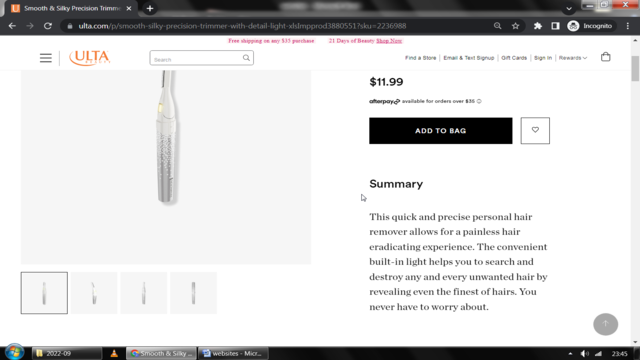 Smooth & Silky Precision Trimme
ulta.com/p/smooth-silky-precision-trimmer-with-detail-light-xlsImpprod3880551?sku=2236988
Incognito
Free shipping on any $35 purchase 21 Days of Beauty Shop Now
ULTA
BEAUTY
Search
Find a Store
Email & Text Signup
Gift Cards
Sign In
Rewards
$11.99
afterpay available for orders over $35
ADD TO BAG
Summary
This quick and precise personal hair
remover allows for a painless hair
eradicating experience. The convenient
built-in light helps you to search and
destroy any and every unwanted hair by
revealing even the finest of hairs. You
never have to worry about.
2022-09
Smooth & Silky ...
websites - Micr...
23:45